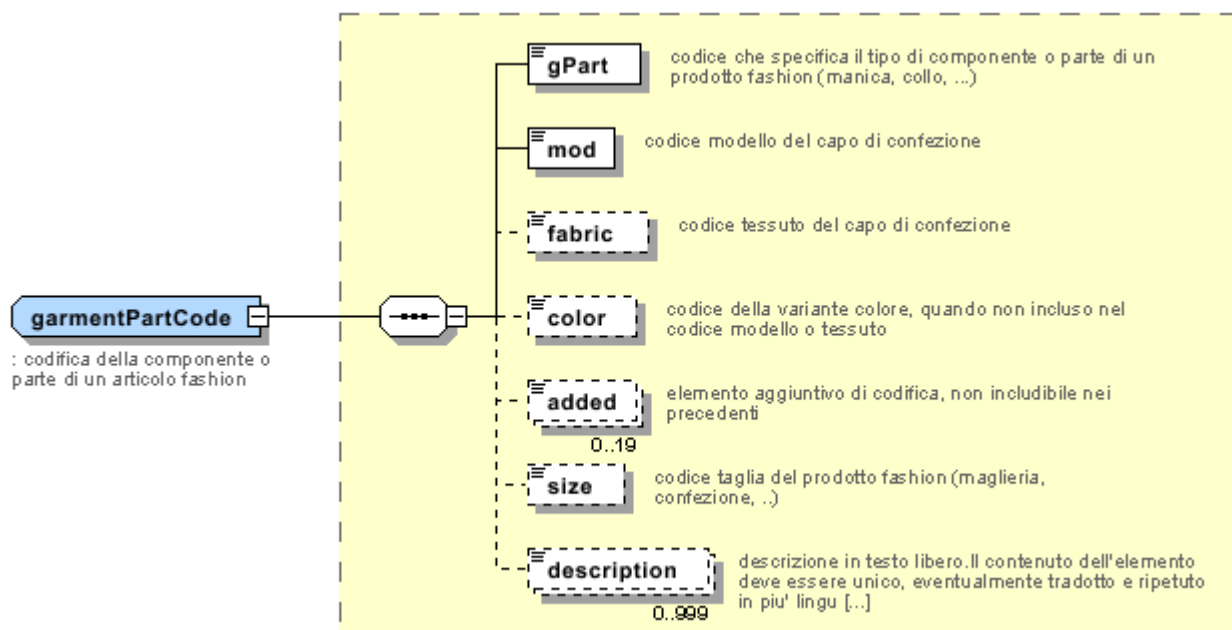 gPart
codice che specifica il tipo di componente o parte di un
prodotto fashion (manica, collo, ...)
mod
codice modello del capo di confezione
fabric
codice tessuto del capo di confezione
garmentPartCode
: codifica della componente o
parte di un articolo fashion
color
codice della variante colore, quando non incluso nel
codice modello o tessuto
added
0..19
elemento aggiuntivo di codifica, non includibile nei
precedenti
size
codice taglia del prodotto fashion (maglieria,
confezione, ..)
description
0..999
descrizione in testo libero.Il contenuto dell'elemento
deve essere unico, eventualmente tradotto e ripetuto
in piu' lingu [...]